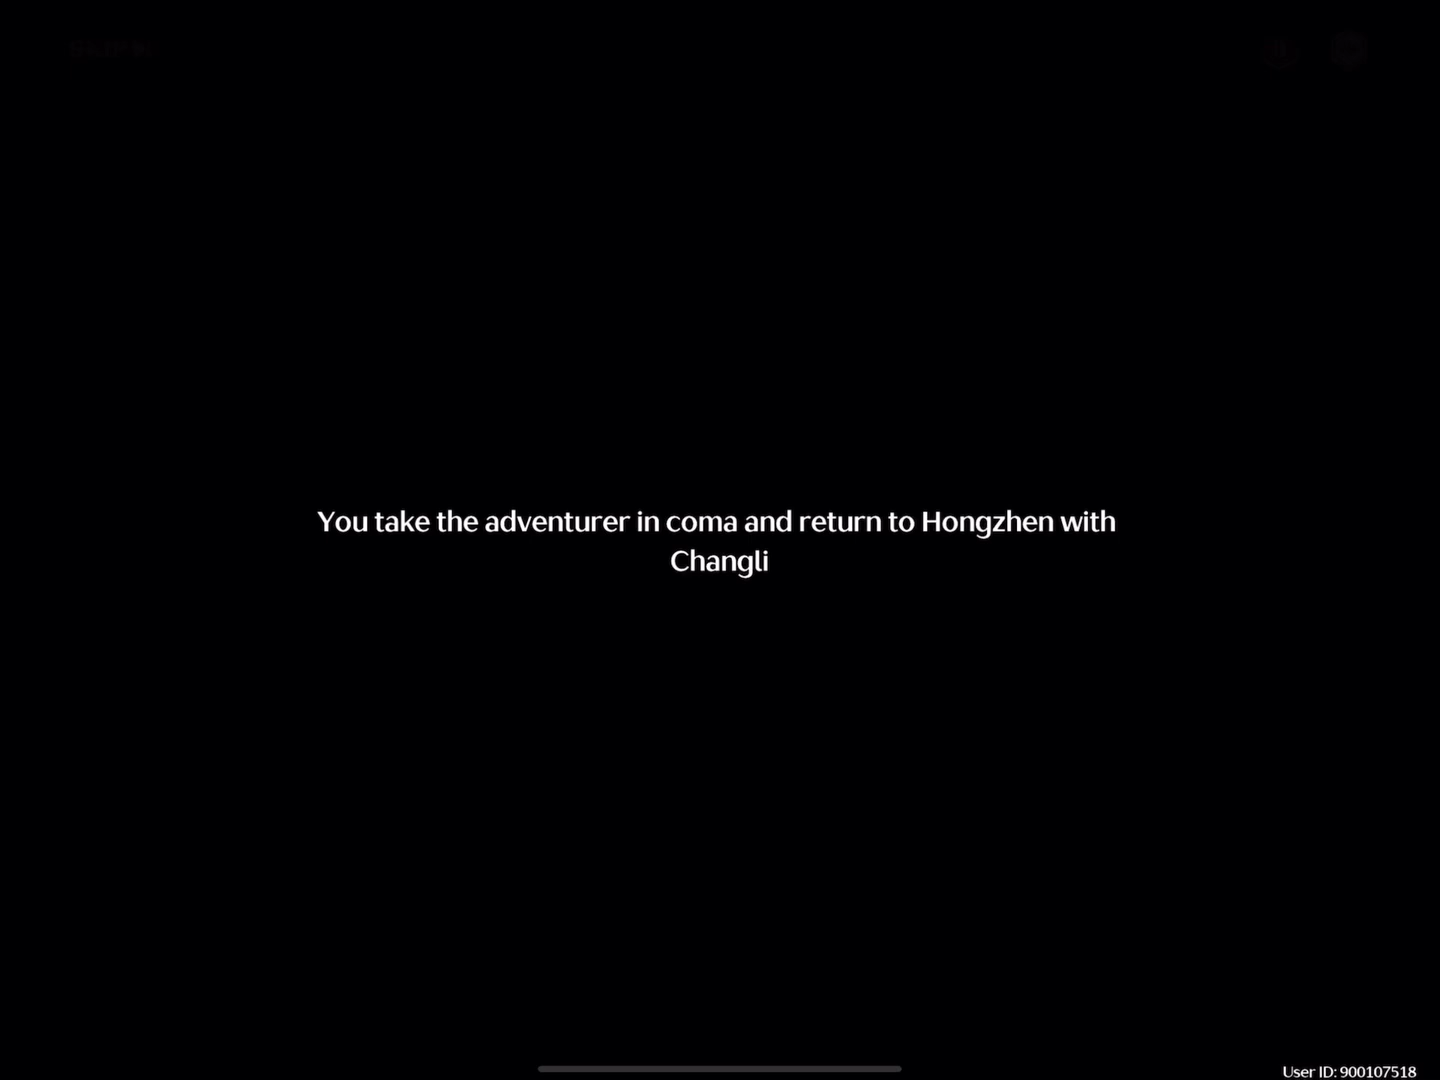 You take the adventurer in coma and return to Hongzhen with
Changli
User ID: 900107518